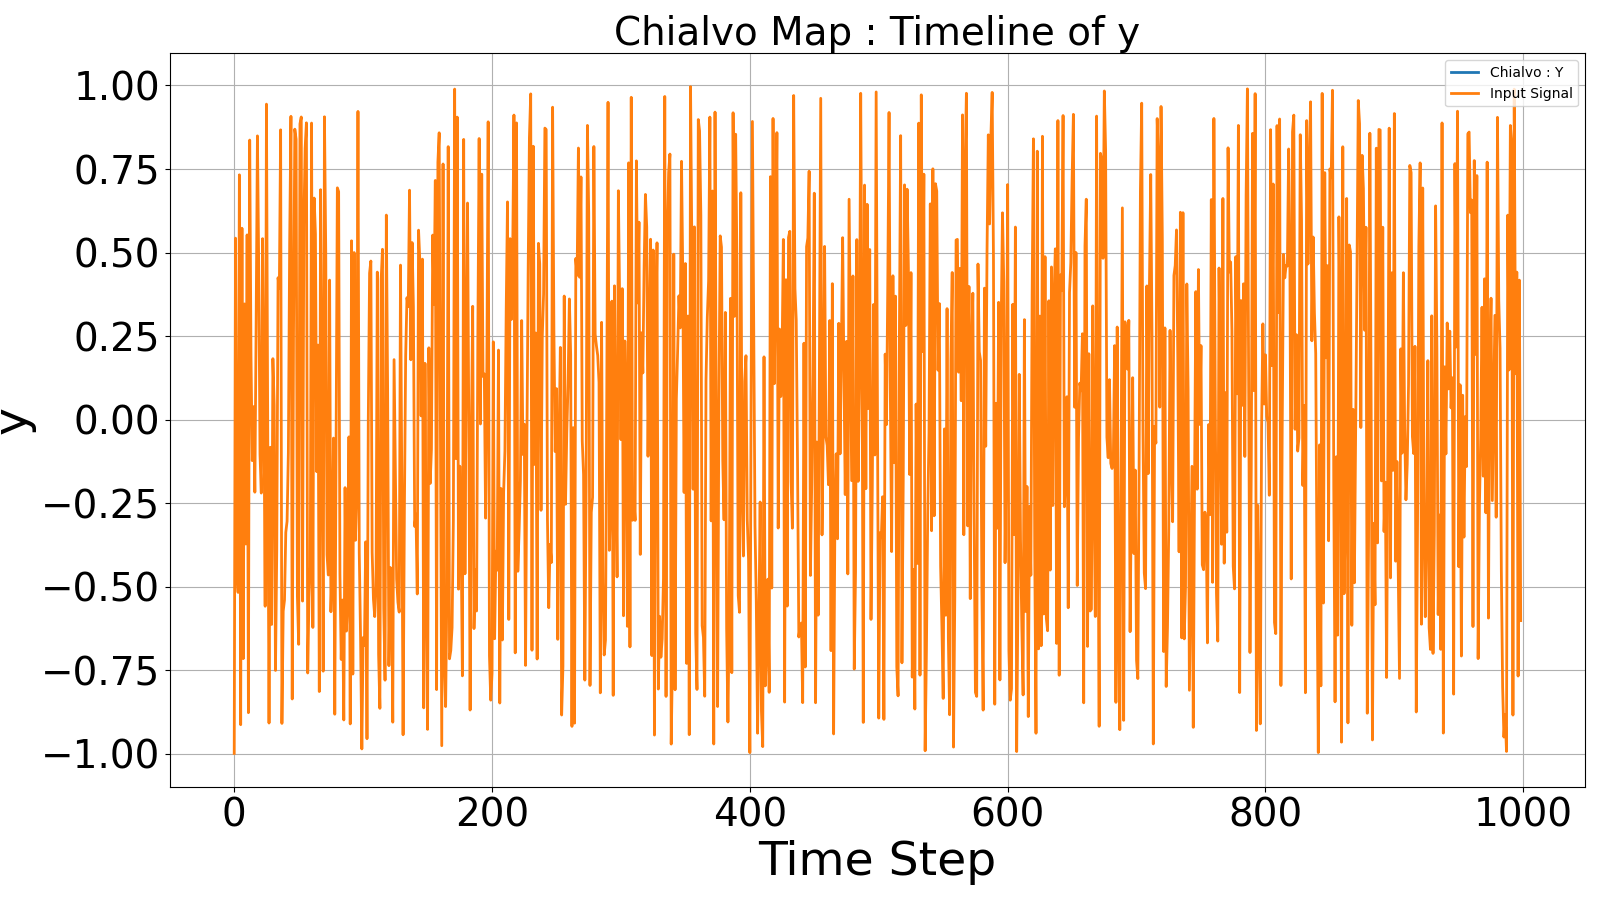 Chialvo Map : Timeline of y
Chialvo : Y
Input Signal
1.00
0.75
0.50
0.25
0.00
−0.25
−0.50
−0.75
−1.00
y
0 200 400 600 800 1000
Time Step